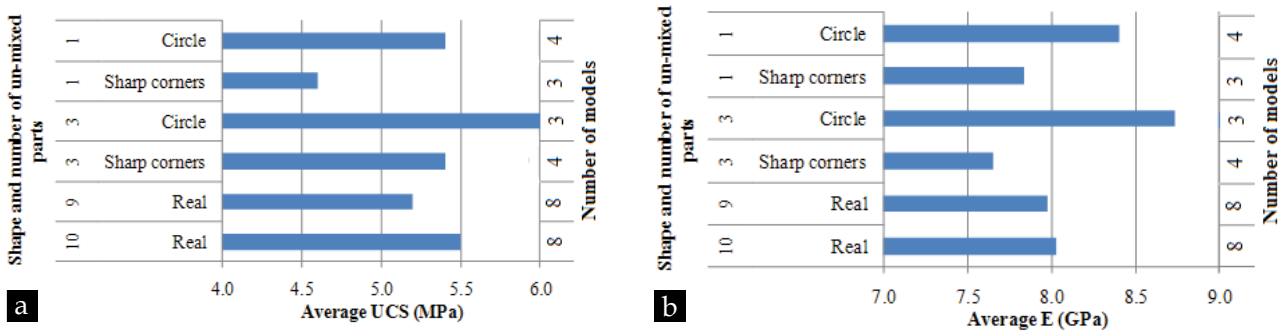 Shape and number of un-mixed
parts
1 Circle 4
1 Sharp corners 3
3 Circle 3
3 Sharp corners 4
9 Real 8
10 Real 8
Number of models
4.0 4.5 5.0 5.5 6.0
Average UCS (MPa)
a
Shape and number of un-mixed
parts
1 Circle 4
1 Sharp corners 3
3 Circle 3
3 Sharp corners 4
9 Real 8
10 Real 8
Number of models
7.0 7.5 8.0 8.5 9.0
Average E (GPa)
b